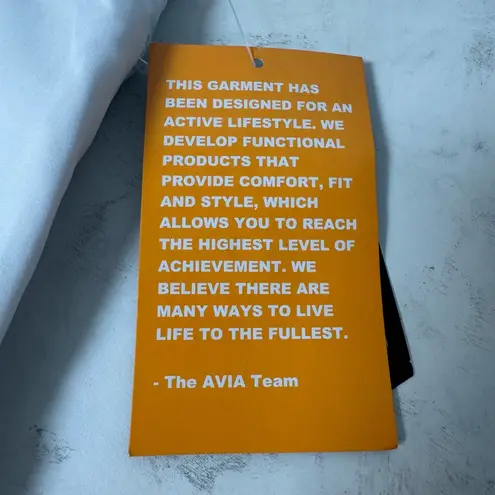 THIS GARMENT HAS
BEEN DESIGNED FOR AN
ACTIVE LIFESTYLE. WE
DEVELOP FUNCTIONAL
PRODUCTS THAT
PROVIDE COMFORT, FIT
AND STYLE, WHICH
ALLOWS YOU TO REACH
THE HIGHEST LEVEL OF
ACHIEVEMENT. WE
BELIEVE THERE ARE
MANY WAYS TO LIVE
LIFE TO THE FULLEST.
- The AVIA Team